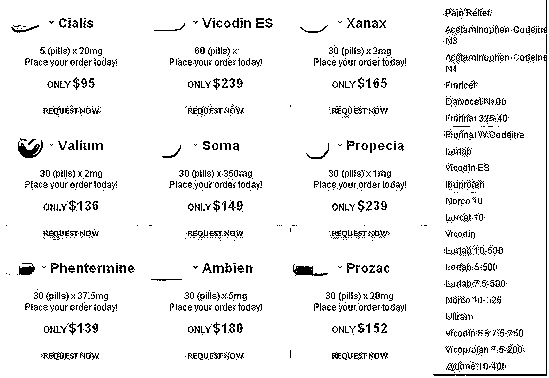 Cialis
5 (pills) x 20mg
Place your order today!
ONLY $95
REQUEST NOW
Vicodin ES
60 (pills) x
Place your order today!
ONLY $239
REQUEST NOW
Xanax
30 (pills) x 2mg
Place your order today!
ONLY $165
REQUEST NOW
Valium
30 (pills) x 2mg
Place your order today!
ONLY $136
REQUEST NOW
Soma
30 (pills) x 350mg
Place your order today!
ONLY $149
REQUEST NOW
Propecia
30 (pills) x 1mg
Place your order today!
ONLY $239
REQUEST NOW
Phentermine
30 (pills) x 37.5mg
Place your order today!
ONLY $139
REQUEST NOW
Ambien
30 (pills) x 5mg
Place your order today!
ONLY $180
REQUEST NOW
Prozac
30 (pills) x 20mg
Place your order today!
ONLY $152
REQUEST NOW
Pain Relief
Acetaminophen-Codeine
N3
Acetaminophen-Codeine
N4
Fioricet
Darvocet N
Fiorinal
Fiorinal W Codeine
Lortab
Vicodin ES
Ibuprofen
Norco 10
Lorcet 10
Vicodin
Lortab 10-500
Lortab 5-500
Lortab 7.5-500
Norco 10-325
Ultram
Vicodin ES 7.5-750
Vicoprofen 7.5-200